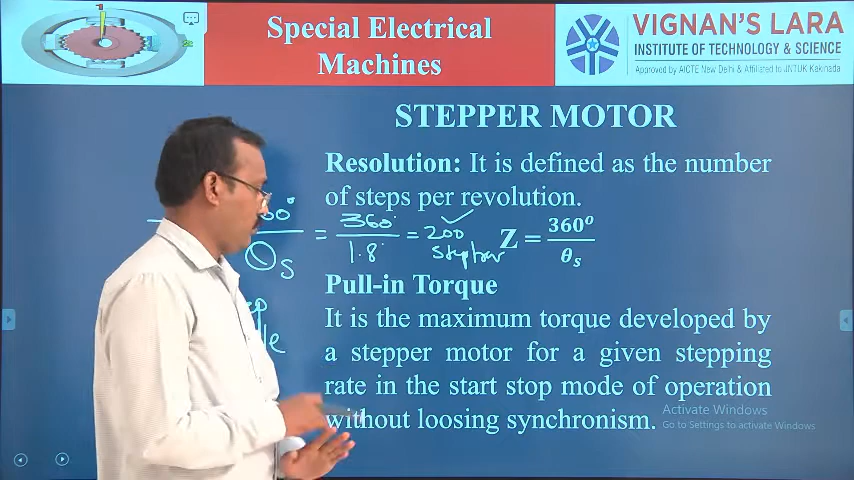 Special Electrical
Machines
VIGNAN'S LARA
INSTITUTE OF TECHNOLOGY & SCIENCE
Approved by AICTE New Delhi & Affiliated to JNTUK Kakinada
STEPPER MOTOR
Resolution: It is defined as the number
of steps per revolution.
θs = 360° / 1.8° = 200
Step/rev
Z = 360° / θs
Pull-in Torque
It is the maximum torque developed by
a stepper motor for a given stepping
rate in the start stop mode of operation
without loosing synchronism.
Activate Windows
Go to Settings to activate Windows